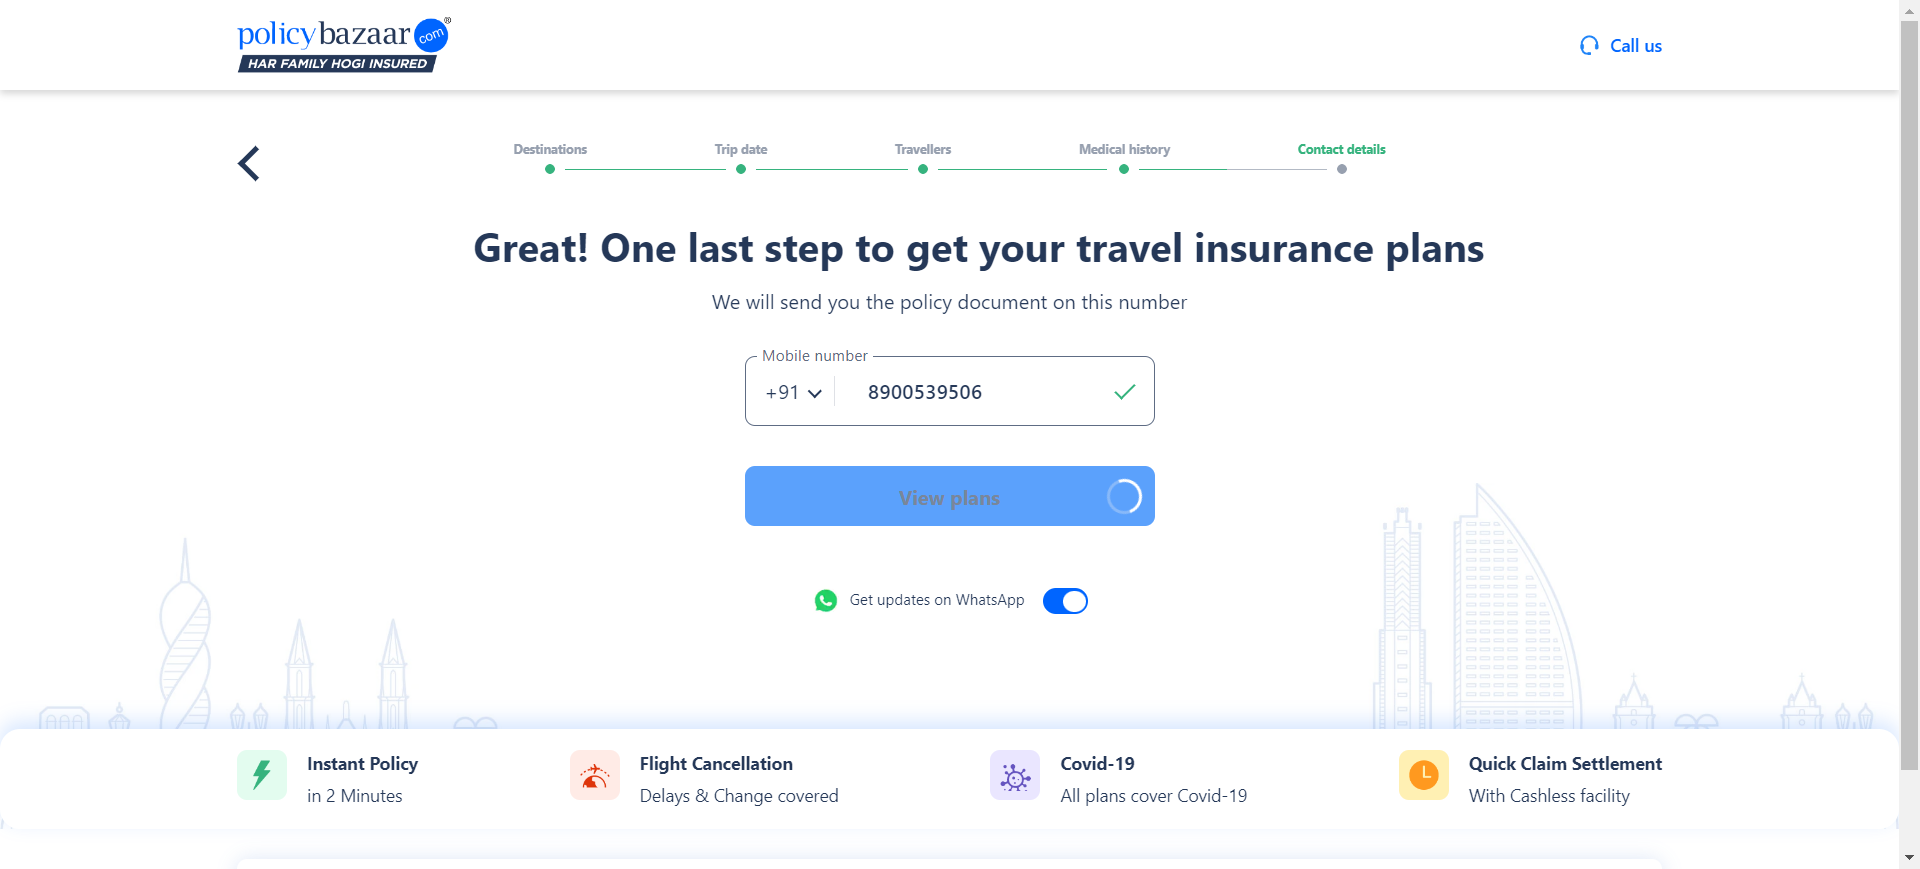 policybazaar com ®
HAR FAMILY HOGI INSURED
Call us
Destinations
Trip date
Travellers
Medical history
Contact details
Great! One last step to get your travel insurance plans
We will send you the policy document on this number
Mobile number
+91 8900539506
View plans
Get updates on WhatsApp
Instant Policy
in 2 Minutes
Flight Cancellation
Delays & Change covered
Covid-19
All plans cover Covid-19
Quick Claim Settlement
With Cashless facility